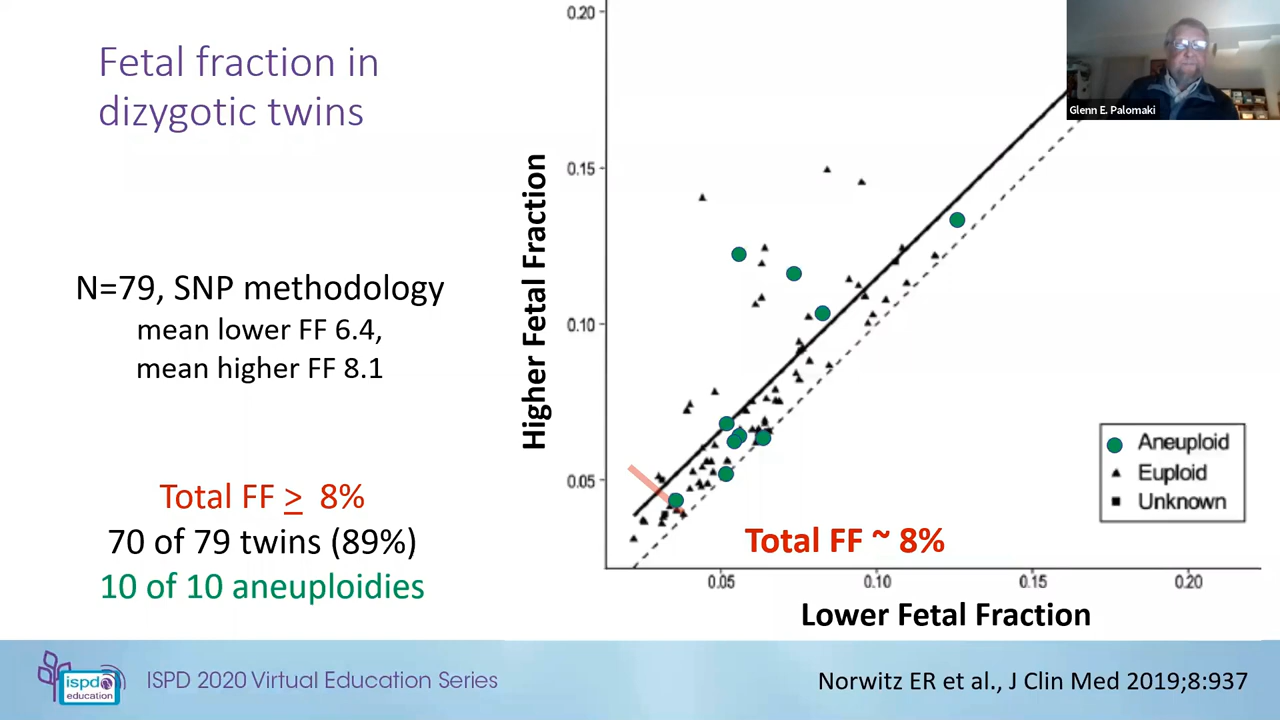 Fetal fraction in
dizygotic twins
N=79, SNP methodology
mean lower FF 6.4,
mean higher FF 8.1
Total FF ≥ 8%
70 of 79 twins (89%)
10 of 10 aneuploidies
Higher Fetal Fraction
0.20
0.15
0.10
0.05
0.05
0.10
0.15
0.20
Lower Fetal Fraction
Total FF ~ 8%
Aneuploid
Euploid
Unknown
Glenn E. Palomaki
ispd
education
ISPD 2020 Virtual Education Series
Norwitz ER et al., J Clin Med 2019;8:937